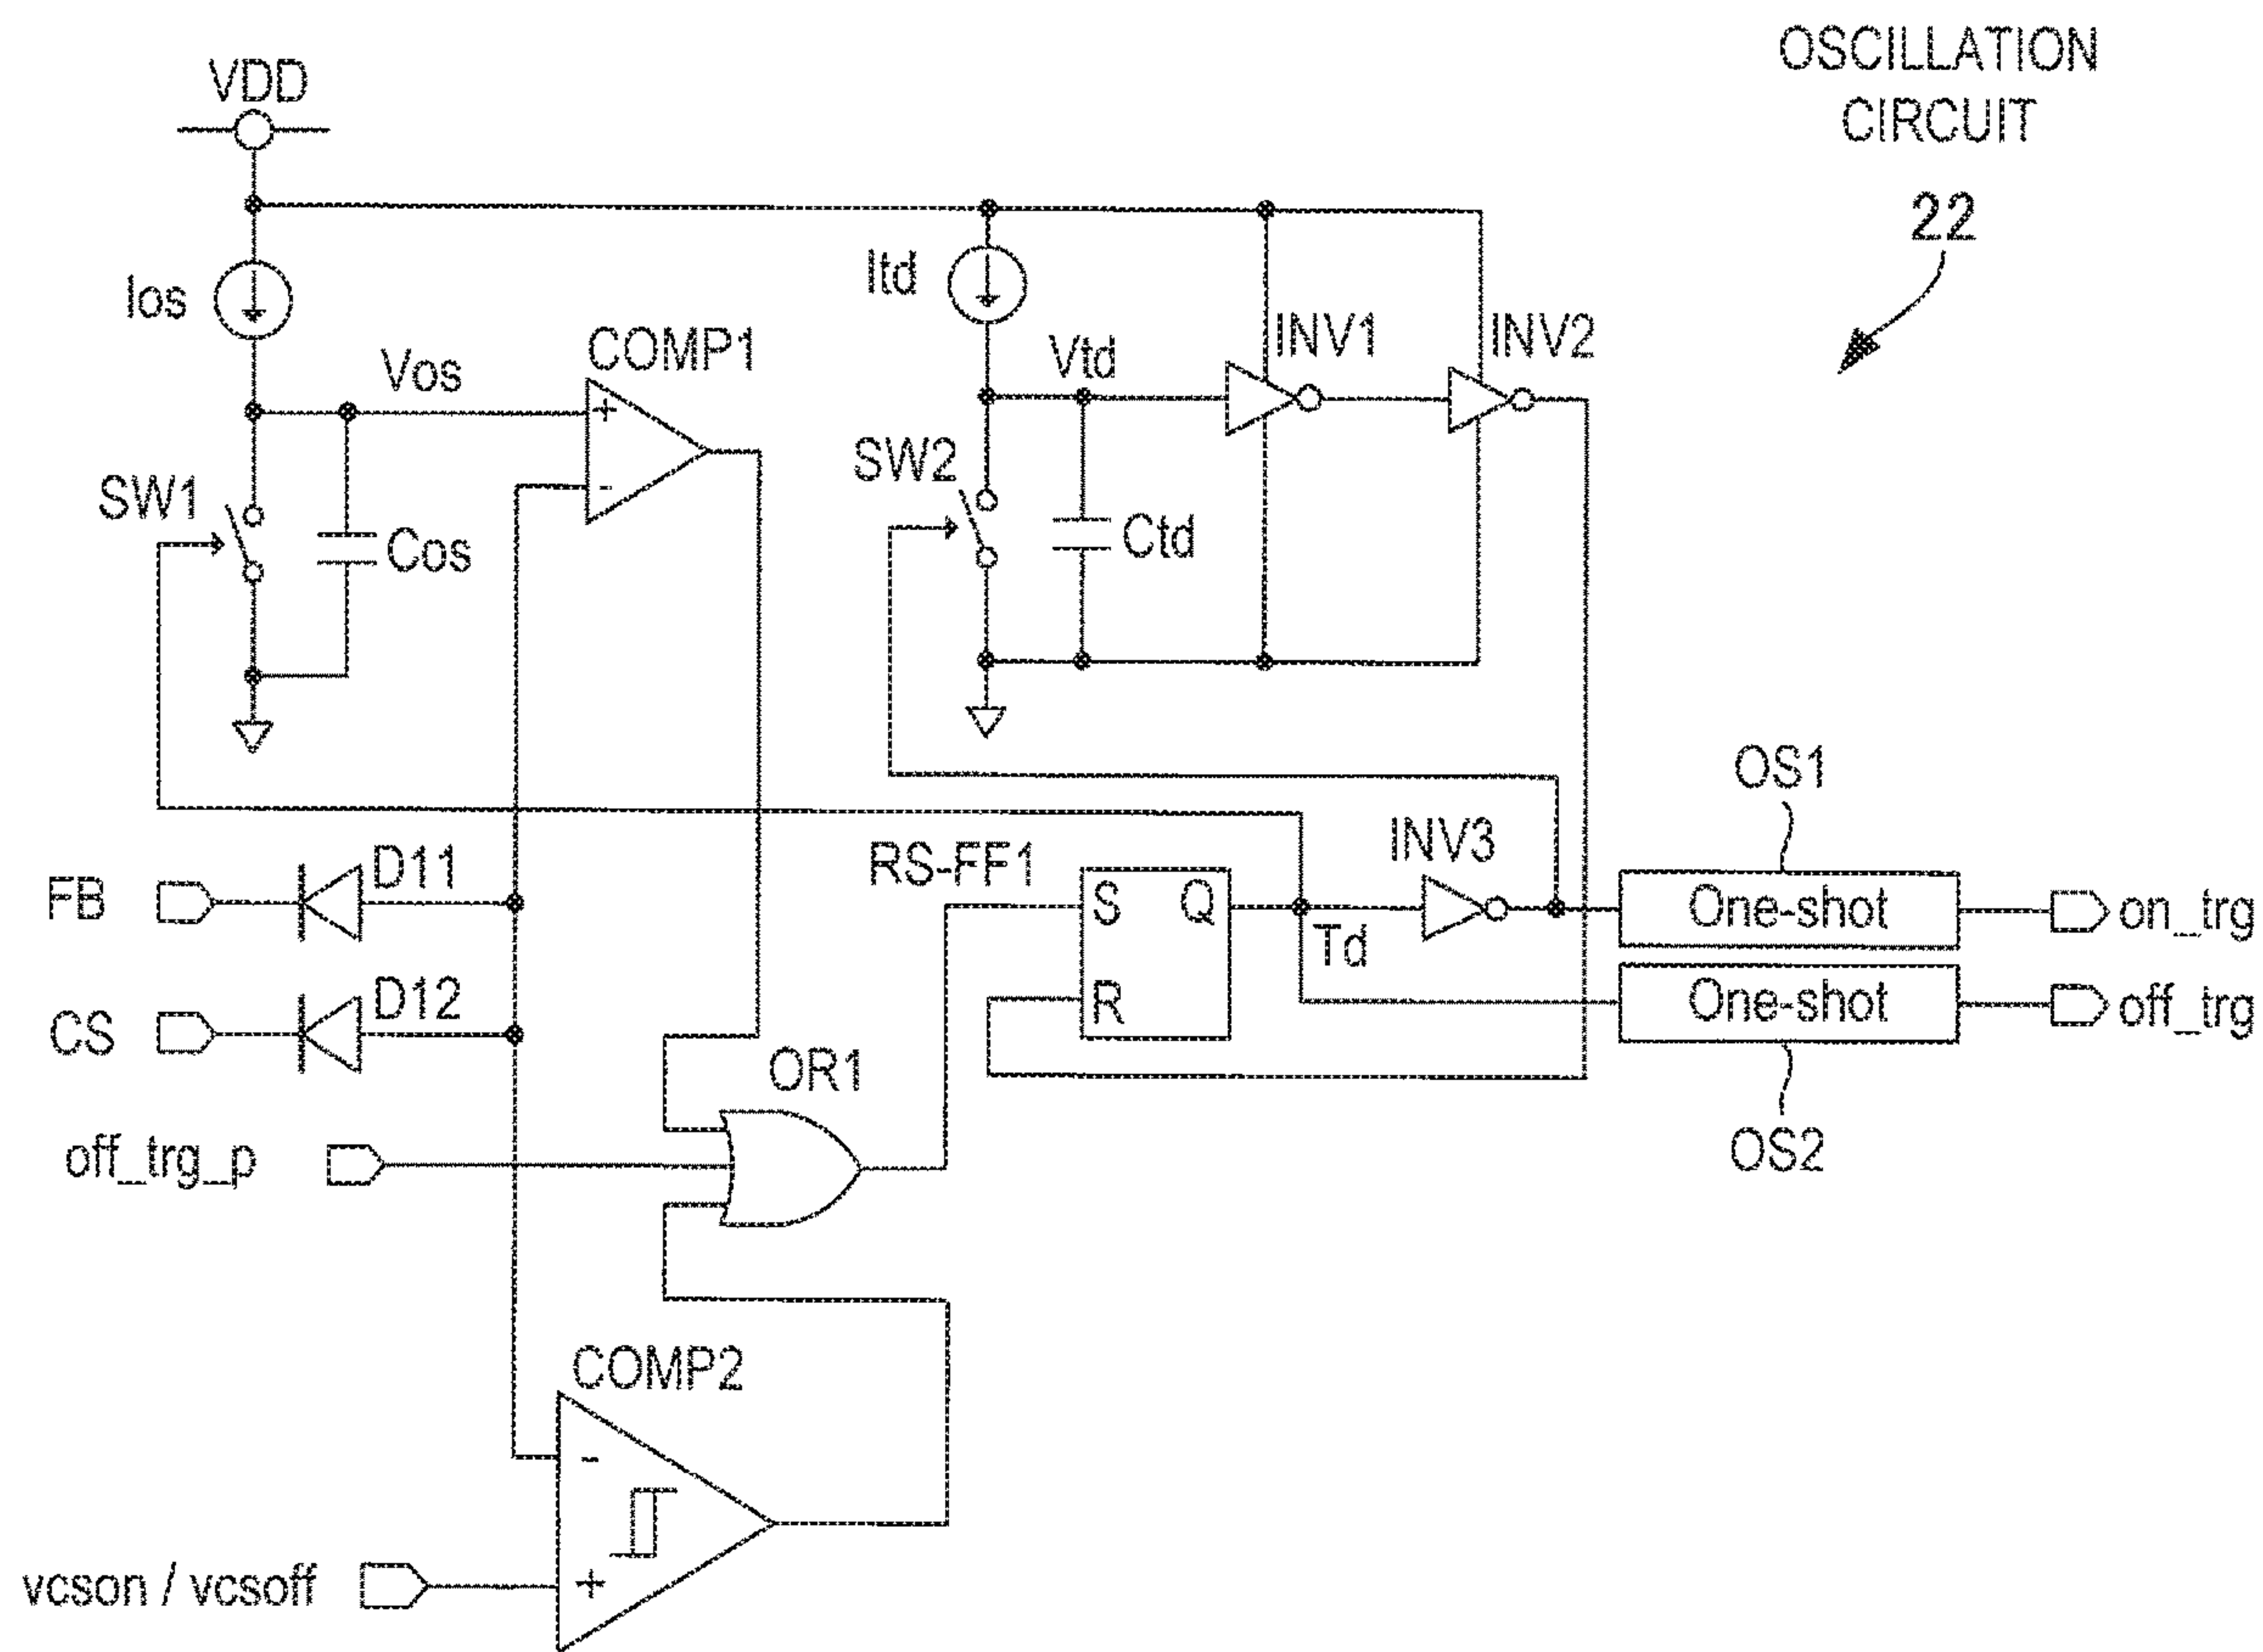 OSCILLATION
CIRCUIT
22
VDD
Ios
Vos
COMP1
+
-
SW1
Cos
Itd
Vtd
INV1
INV2
SW2
Ctd
OS1
FB
D11
RS-FF1
S
Q
R
Td
INV3
One-shot
on_trg
CS
D12
One-shot
off_trg
OS2
OR1
off_trg_p
COMP2
-
+
vcson / vcsoff